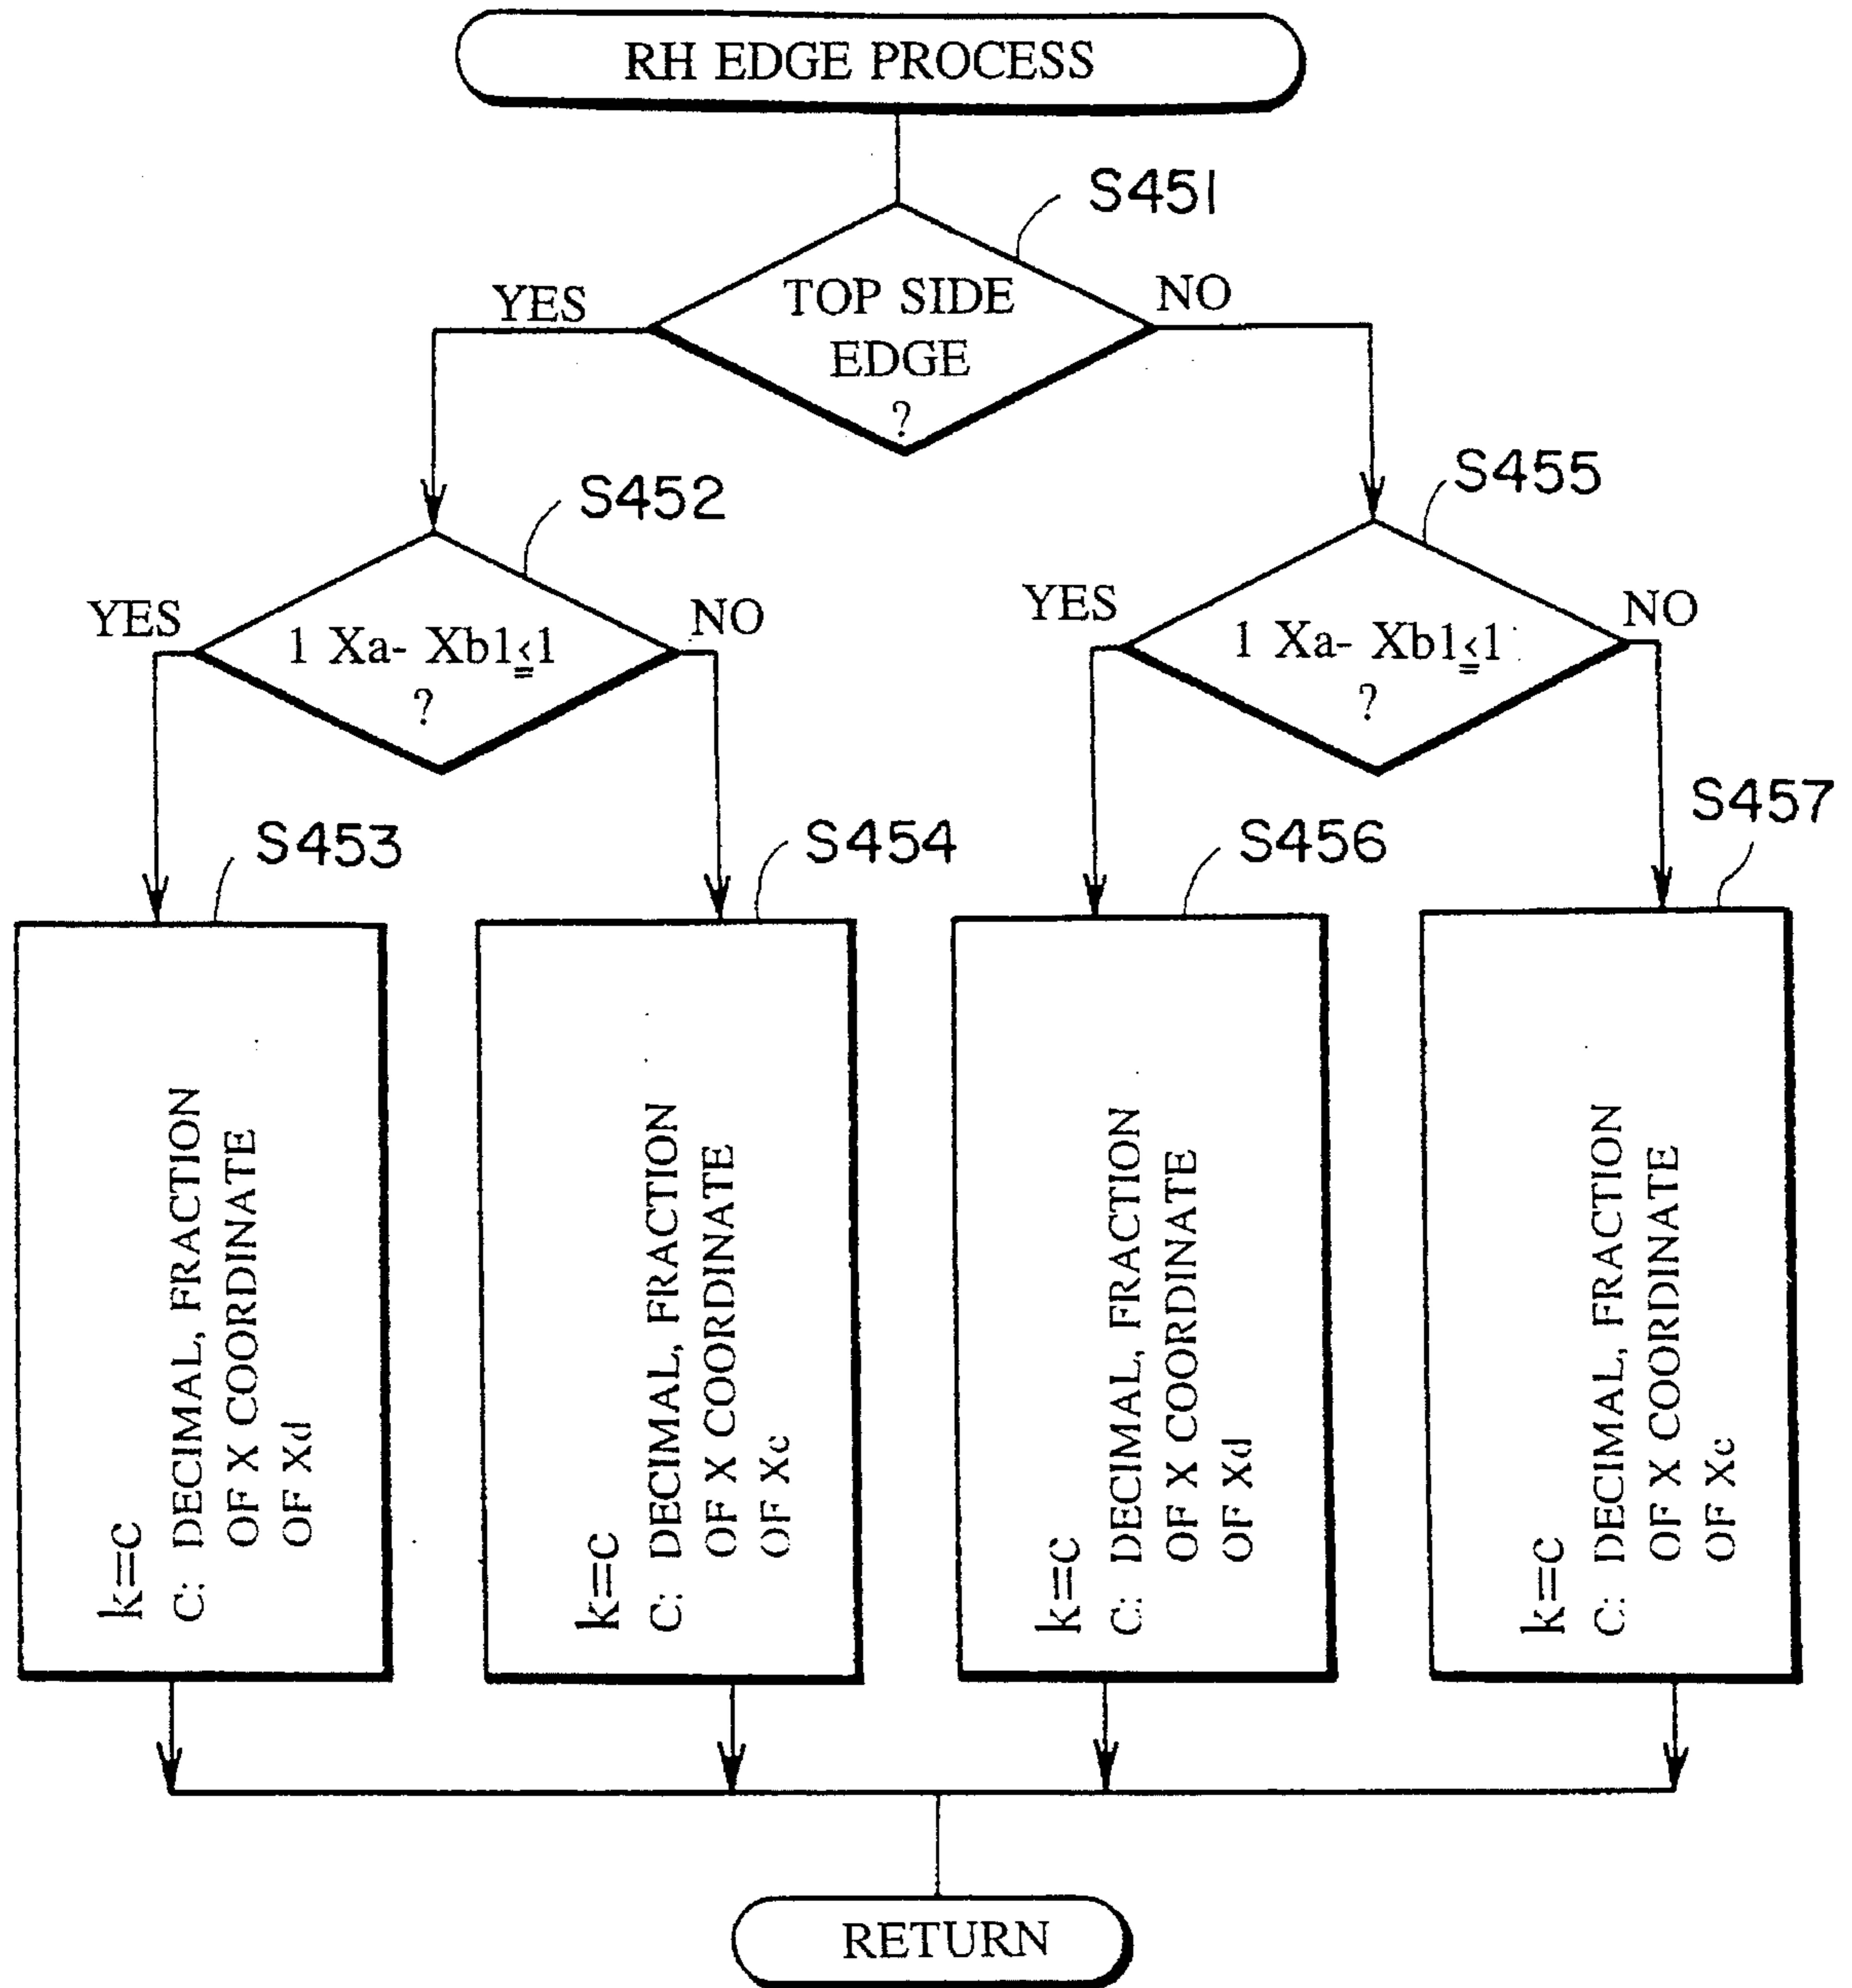 RH EDGE PROCESS
S451
TOP SIDE
EDGE
?
YES
NO
S452
1 Xa- Xb1≦1
?
YES
NO
S455
1 Xa- Xb1≦1
?
YES
NO
S453
k=c
C: DECIMAL, FRACTION
OF X COORDINATE
OF Xd
S454
k=c
C: DECIMAL, FRACTION
OF X COORDINATE
OF Xc
S456
k=c
C: DECIMAL, FRACTION
OF X COORDINATE
OF Xd
S457
k=c
C: DECIMAL, FRACTION
OF X COORDINATE
OF Xc
RETURN